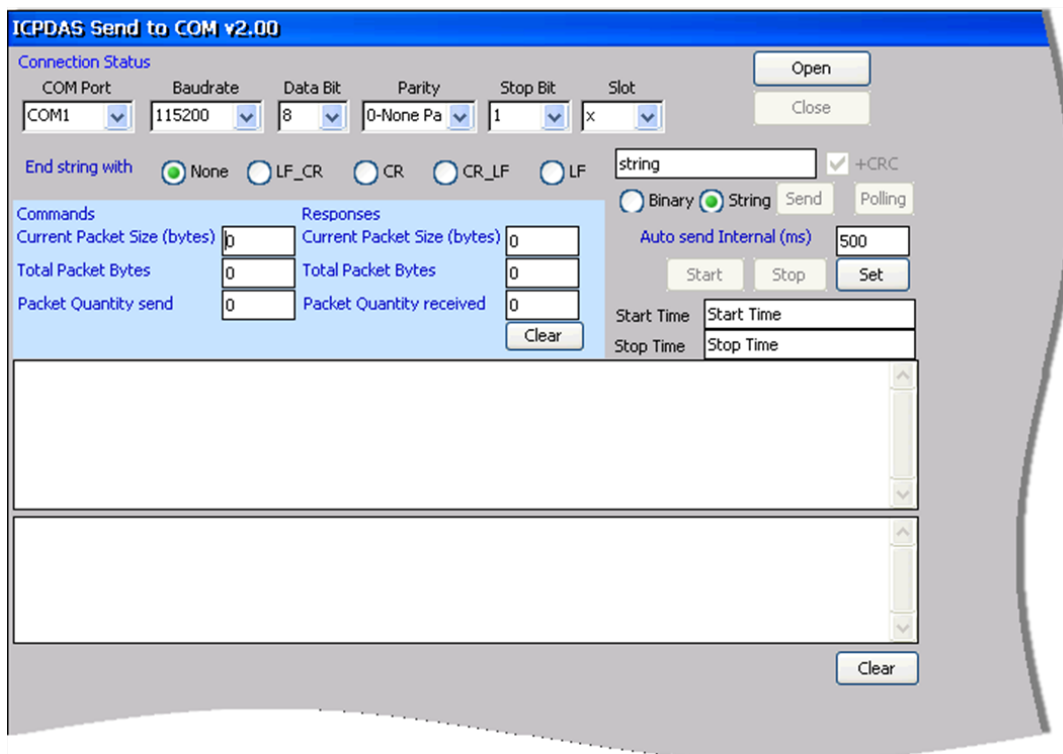 ICPDAS Send to COM v2.00
Connection Status
COM Port Baudrate Data Bit Parity Stop Bit Slot
COM1 115200 8 0-None Pa 1 x
Open
Close
End string with None LF_CR CR CR_LF LF
string +CRC
Binary String Send Polling
Commands Responses
Current Packet Size (bytes) 0 Current Packet Size (bytes) 0
Total Packet Bytes 0 Total Packet Bytes 0
Packet Quantity send 0 Packet Quantity received 0
Clear
Auto send Internal (ms) 500
Start Stop Set
Start Time Start Time
Stop Time Stop Time
Clear